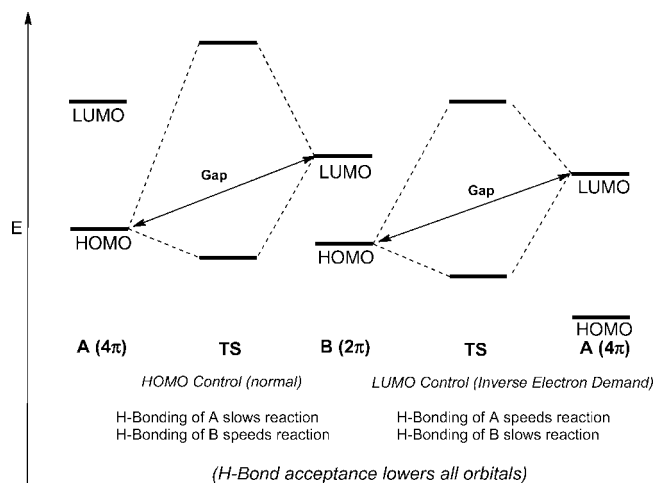 LUMO
Gap
LUMO
Gap
LUMO
E
HOMO
HOMO
HOMO
A (4π) TS B (2π) TS A (4π)
HOMO Control (normal) LUMO Control (Inverse Electron Demand)
H-Bonding of A slows reaction
H-Bonding of B speeds reaction
H-Bonding of A speeds reaction
H-Bonding of B slows reaction
(H-Bond acceptance lowers all orbitals)